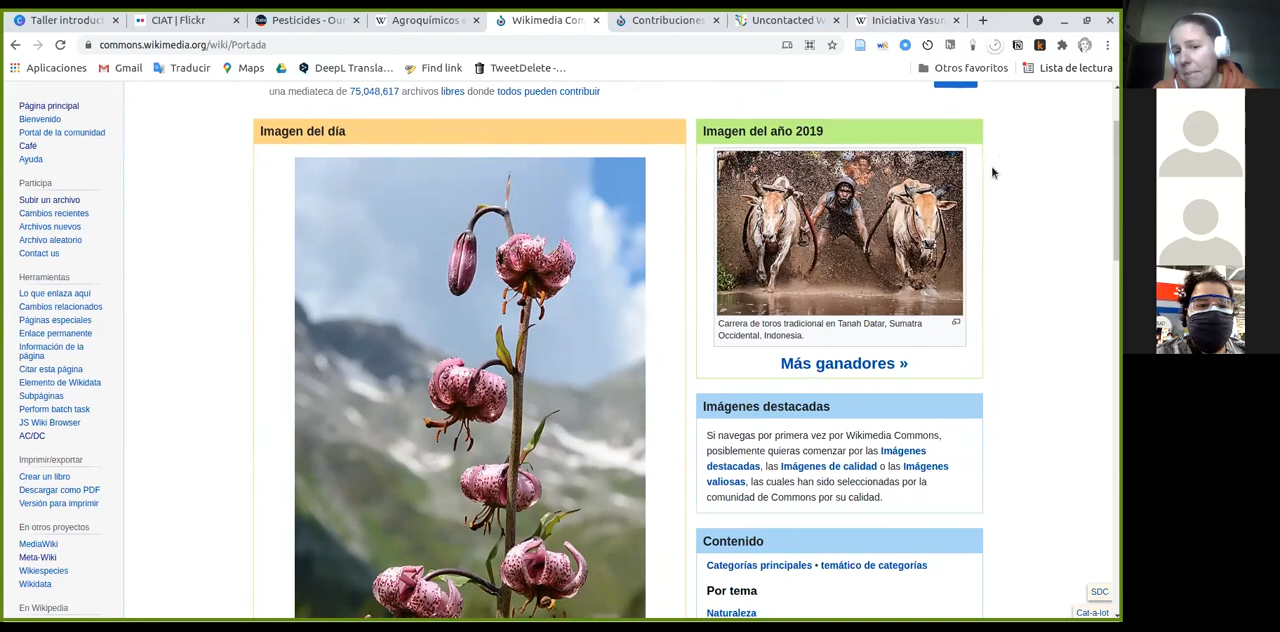 Taller introduct
CIAT | Flickr
Pesticides - Our
Agroquímicos e
Wikimedia Com
Contribuciones
Uncontacted W
Iniciativa Yasun
commons.wikimedia.org/wiki/Portada
Aplicaciones
Gmail
Traducir
Maps
DeepL Transla...
Find link
TweetDelete -...
Otros favoritos
Lista de lectura
Página principal
Bienvenido
Portal de la comunidad
Café
Ayuda
Participa
Subir un archivo
Cambios recientes
Archivos nuevos
Archivo aleatorio
Contact us
Herramientas
Lo que enlaza aquí
Cambios relacionados
Páginas especiales
Enlace permanente
Información de la
página
Citar esta página
Elemento de Wikidata
Subpáginas
Perform batch task
JS Wiki Browser
AC/DC
Imprimir/exportar
Crear un libro
Descargar como PDF
Versión para imprimir
En otros proyectos
MediaWiki
Meta-Wiki
Wikiespecies
Wikidata
En Wikipedia
una mediateca de 75,048,617 archivos libres donde todos pueden contribuir
Imagen del día
Imagen del año 2019
Carrera de toros tradicional en Tanah Datar, Sumatra
Occidental, Indonesia.
Más ganadores »
Imágenes destacadas
Si navegas por primera vez por Wikimedia Commons,
posiblemente quieras comenzar por las Imágenes
destacadas, las Imágenes de calidad o las Imágenes
valiosas, las cuales han sido seleccionadas por la
comunidad de Commons por su calidad.
Contenido
Categorías principales • temático de categorías
Por tema
Naturaleza
SDC
Cat-a-lot